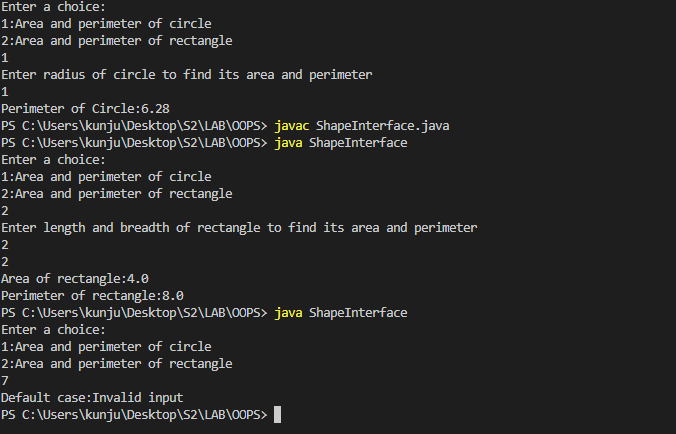 Enter a choice:
1:Area and perimeter of circle
2:Area and perimeter of rectangle
1
Enter radius of circle to find its area and perimeter
1
Perimeter of Circle:6.28
PS C:\Users\kunju\Desktop\S2\LAB\OOPS> javac ShapeInterface.java
PS C:\Users\kunju\Desktop\S2\LAB\OOPS> java ShapeInterface
Enter a choice:
1:Area and perimeter of circle
2:Area and perimeter of rectangle
2
Enter length and breadth of rectangle to find its area and perimeter
2
2
Area of rectangle:4.0
Perimeter of rectangle:8.0
PS C:\Users\kunju\Desktop\S2\LAB\OOPS> java ShapeInterface
Enter a choice:
1:Area and perimeter of circle
2:Area and perimeter of rectangle
7
Default case:Invalid input
PS C:\Users\kunju\Desktop\S2\LAB\OOPS>